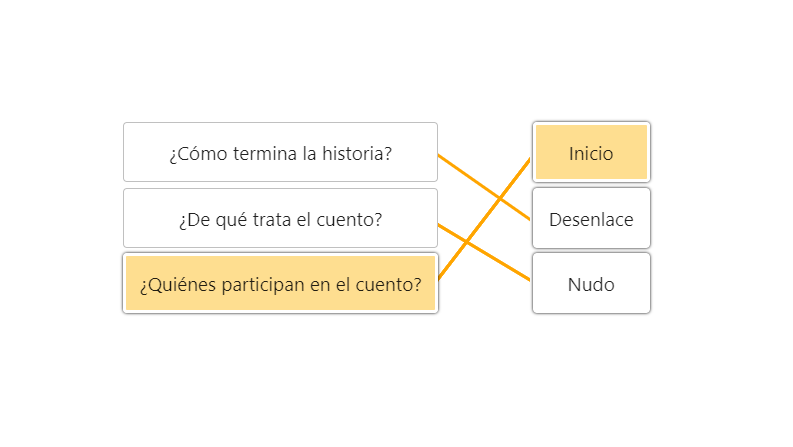 ¿Cómo termina la historia?
Inicio
¿De qué trata el cuento?
Desenlace
¿Quiénes participan en el cuento?
Nudo